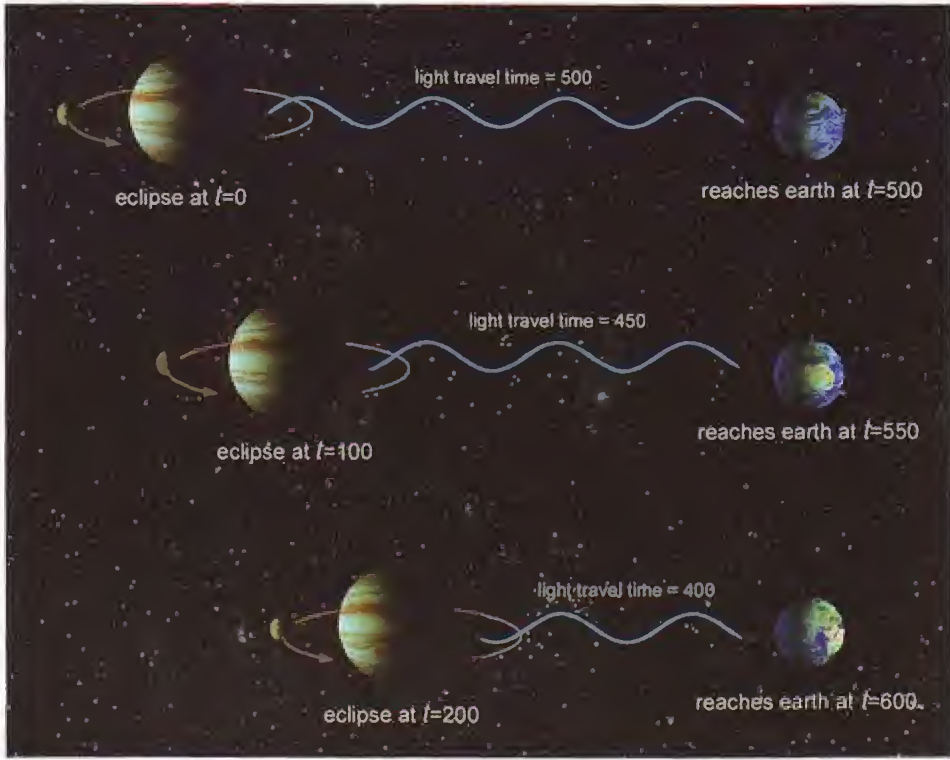 light travel time = 500
eclipse at t=0
reaches earth at t=500
light travel time = 450
reaches earth at t=550
eclipse at t=100
light travel time = 400
reaches earth at t=600
eclipse at t=200